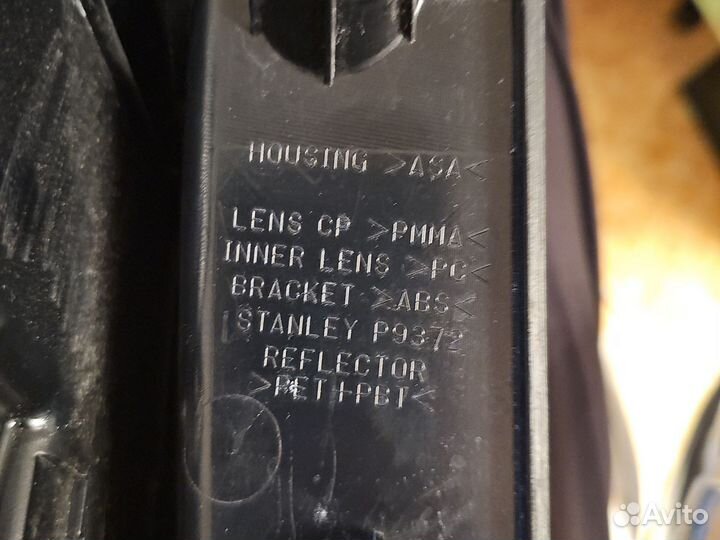 HOUSING >ASA<
LENS CP >PMMA<
INNER LENS >PC<
BRACKET >ABS<
STANLEY P9372
REFLECTOR
>PET+PBT<
Avito